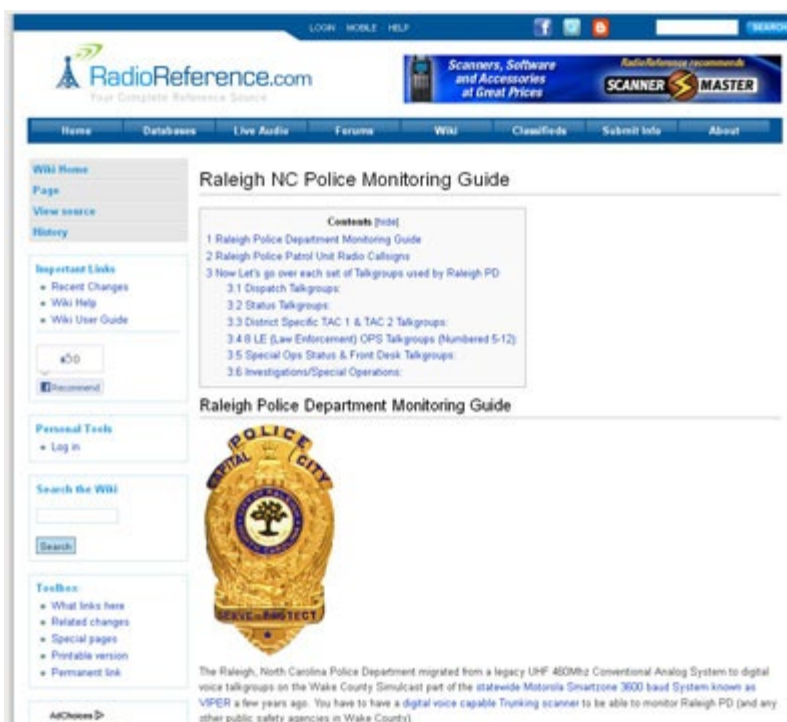 LOGIN MOBILE HELP
SEARCH
RadioReference.com
Your Complete Reference Source
Scanners, Software
and Accessories
at Great Prices
RadioReference recommends
SCANNER MASTER
Home Databases Live Audio Forums Wiki Classifieds Submit Info About
Wiki Home
Page
View source
History
Important Links
Recent Changes
Wiki Help
Wiki User Guide
0
Recommend
Personal Tools
Log in
Search the Wiki
Search
Toolbox
What links here
Related changes
Special pages
Printable version
Permanent link
AdChoices
Raleigh NC Police Monitoring Guide
Contents [hide]
1 Raleigh Police Department Monitoring Guide
2 Raleigh Police Patrol Unit Radio Callsigns
3 Now Let's go over each set of Talkgroups used by Raleigh PD
3.1 Dispatch Talkgroups:
3.2 Status Talkgroups:
3.3 District Specific TAC 1 & TAC 2 Talkgroups:
3.4 8 LE (Law Enforcement) OPS Talkgroups (Numbered 5-12):
3.5 Special Ops Status & Front Desk Talkgroups:
3.6 Investigations/Special Operations:
Raleigh Police Department Monitoring Guide
POLICE
CAPITAL CITY
CITY OF RALEIGH
NORTH CAROLINA
SERVE PROTECT
The Raleigh, North Carolina Police Department migrated from a legacy UHF 460Mhz Conventional Analog System to digital
voice talkgroups on the Wake County Simulcast part of the statewide Motorola Smartzone 3600 baud System known as
VIPER a few years ago. You have to have a digital voice capable Trunking scanner to be able to monitor Raleigh PD (and any
other public safety agencies in Wake County).